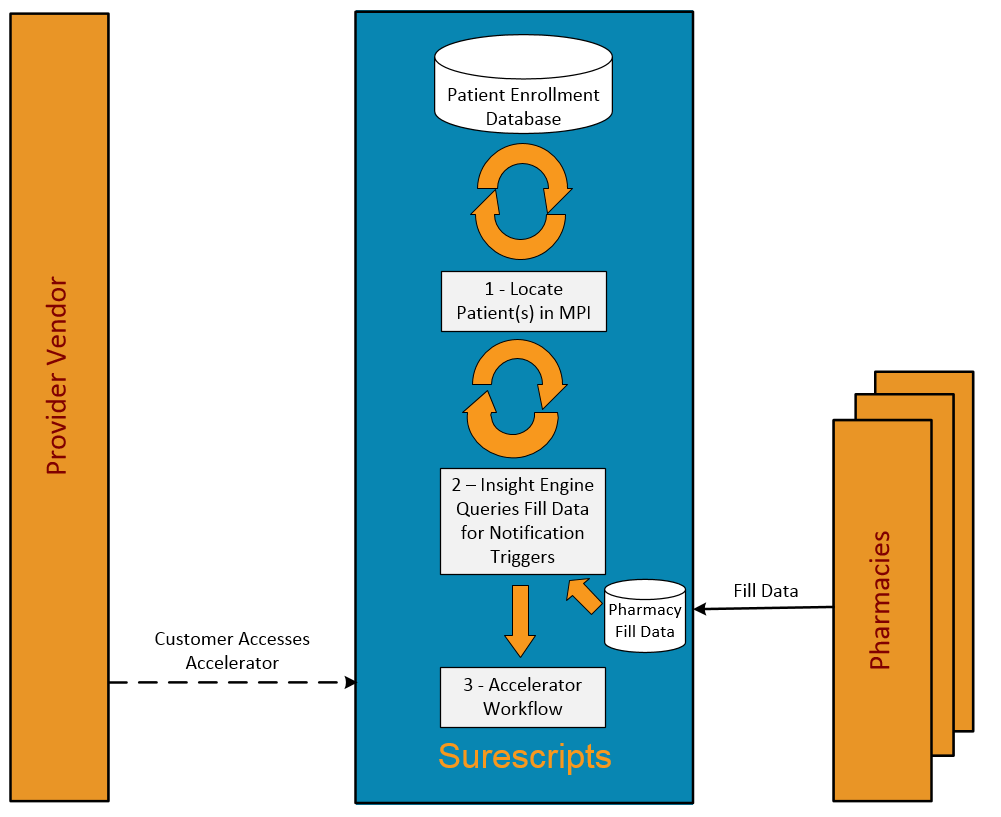 Provider Vendor
Patient Enrollment
Database
1 - Locate
Patient(s) in MPI
2 – Insight Engine
Queries Fill Data
for Notification
Triggers
Pharmacy
Fill Data
Fill Data
Pharmacies
Customer Accesses
Accelerator
3 - Accelerator
Workflow
Surescripts